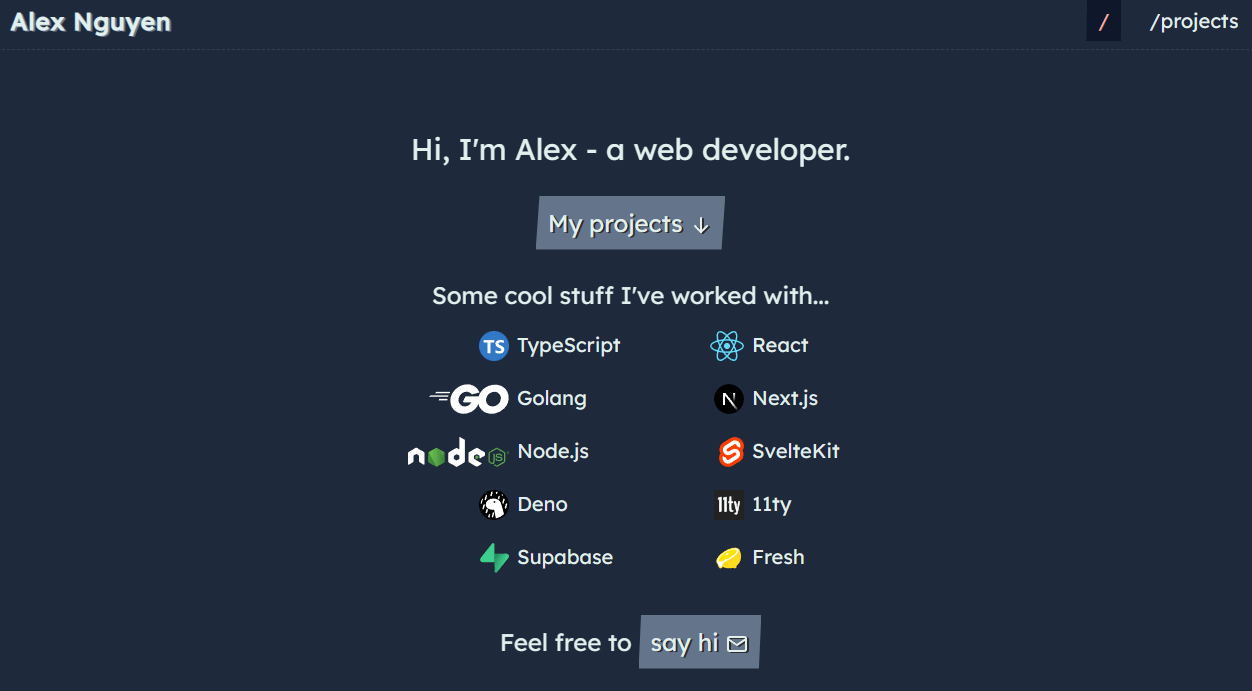 Alex Nguyen / /projects
Hi, I'm Alex - a web developer.
My projects ↓
Some cool stuff I've worked with...
TS TypeScript React
GO Golang N Next.js
node JS Node.js SvelteKit
Deno 11ty 11ty
Supabase Fresh
Feel free to say hi